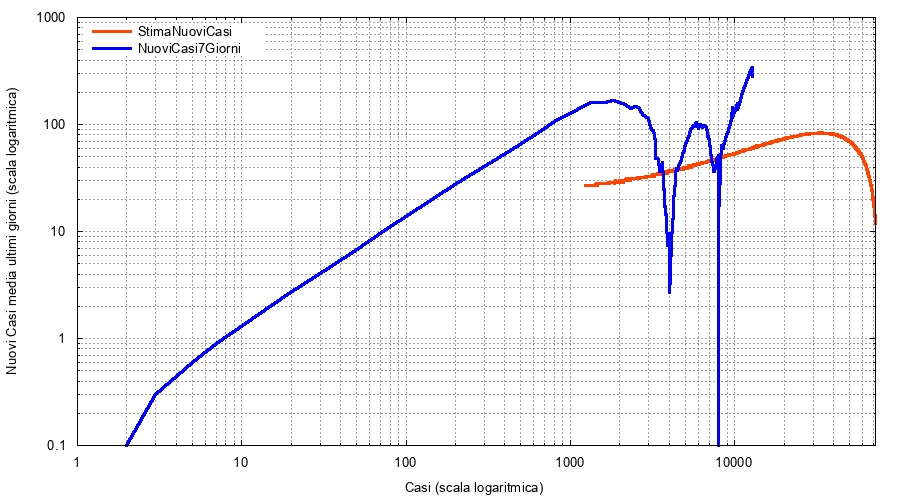 1000
100
10
1
0.1
StimaNuoviCasi
NuoviCasi7Giorni
Nuovi Casi media ultimi giorni (scala logaritmica)
1 10 100 1000 10000
Casi (scala logaritmica)